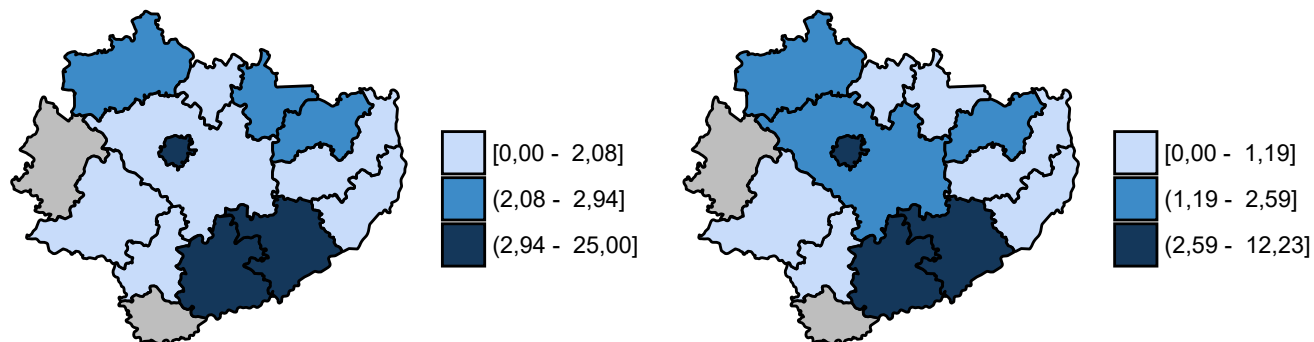 [0,00 - 2,08]
(2,08 - 2,94]
(2,94 - 25,00]
[0,00 - 1,19]
(1,19 - 2,59]
(2,59 - 12,23]